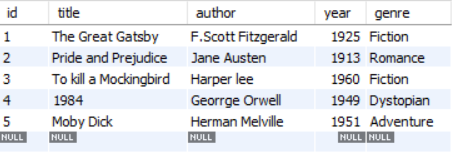 id title author year genre
1 The Great Gatsby F.Scott Fitzgerald 1925 Fiction
2 Pride and Prejudice Jane Austen 1913 Romance
3 To kill a Mockingbird Harper lee 1960 Fiction
4 1984 Georrge Orwell 1949 Dystopian
5 Moby Dick Herman Melville 1951 Adventure
NULL NULL NULL NULL NULL